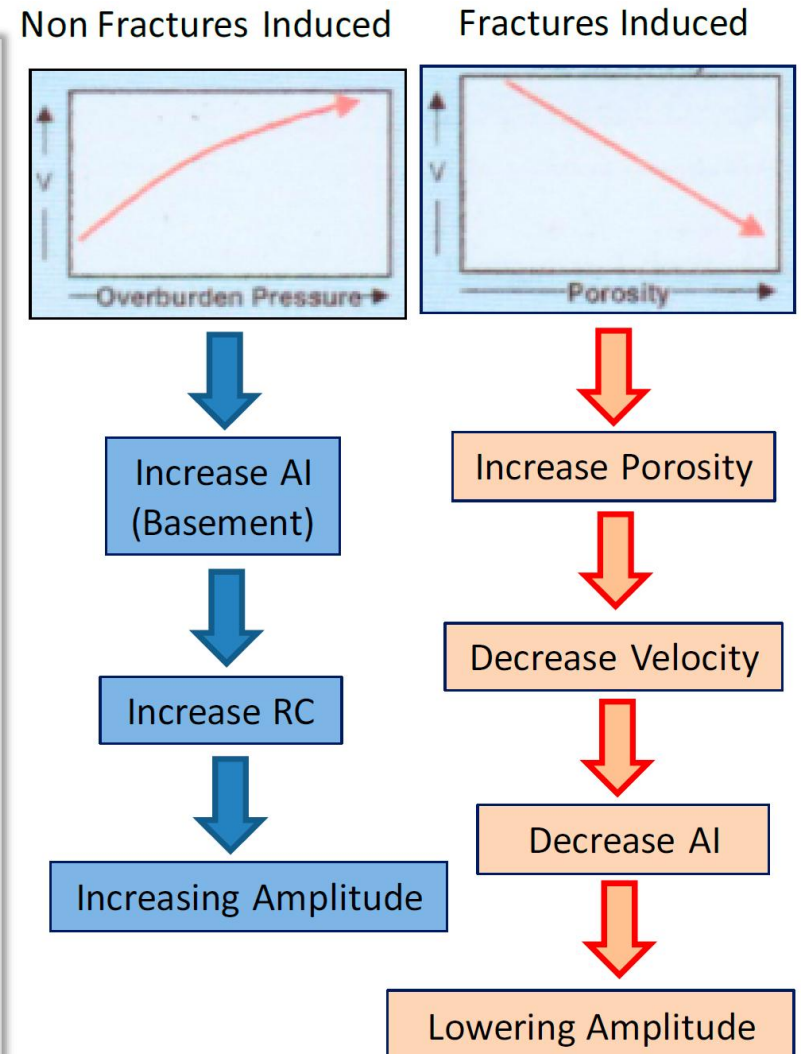 Non Fractures Induced
V
Overburden Pressure
Increase AI
(Basement)
Increase RC
Increasing Amplitude
Fractures Induced
V
Porosity
Increase Porosity
Decrease Velocity
Decrease AI
Lowering Amplitude